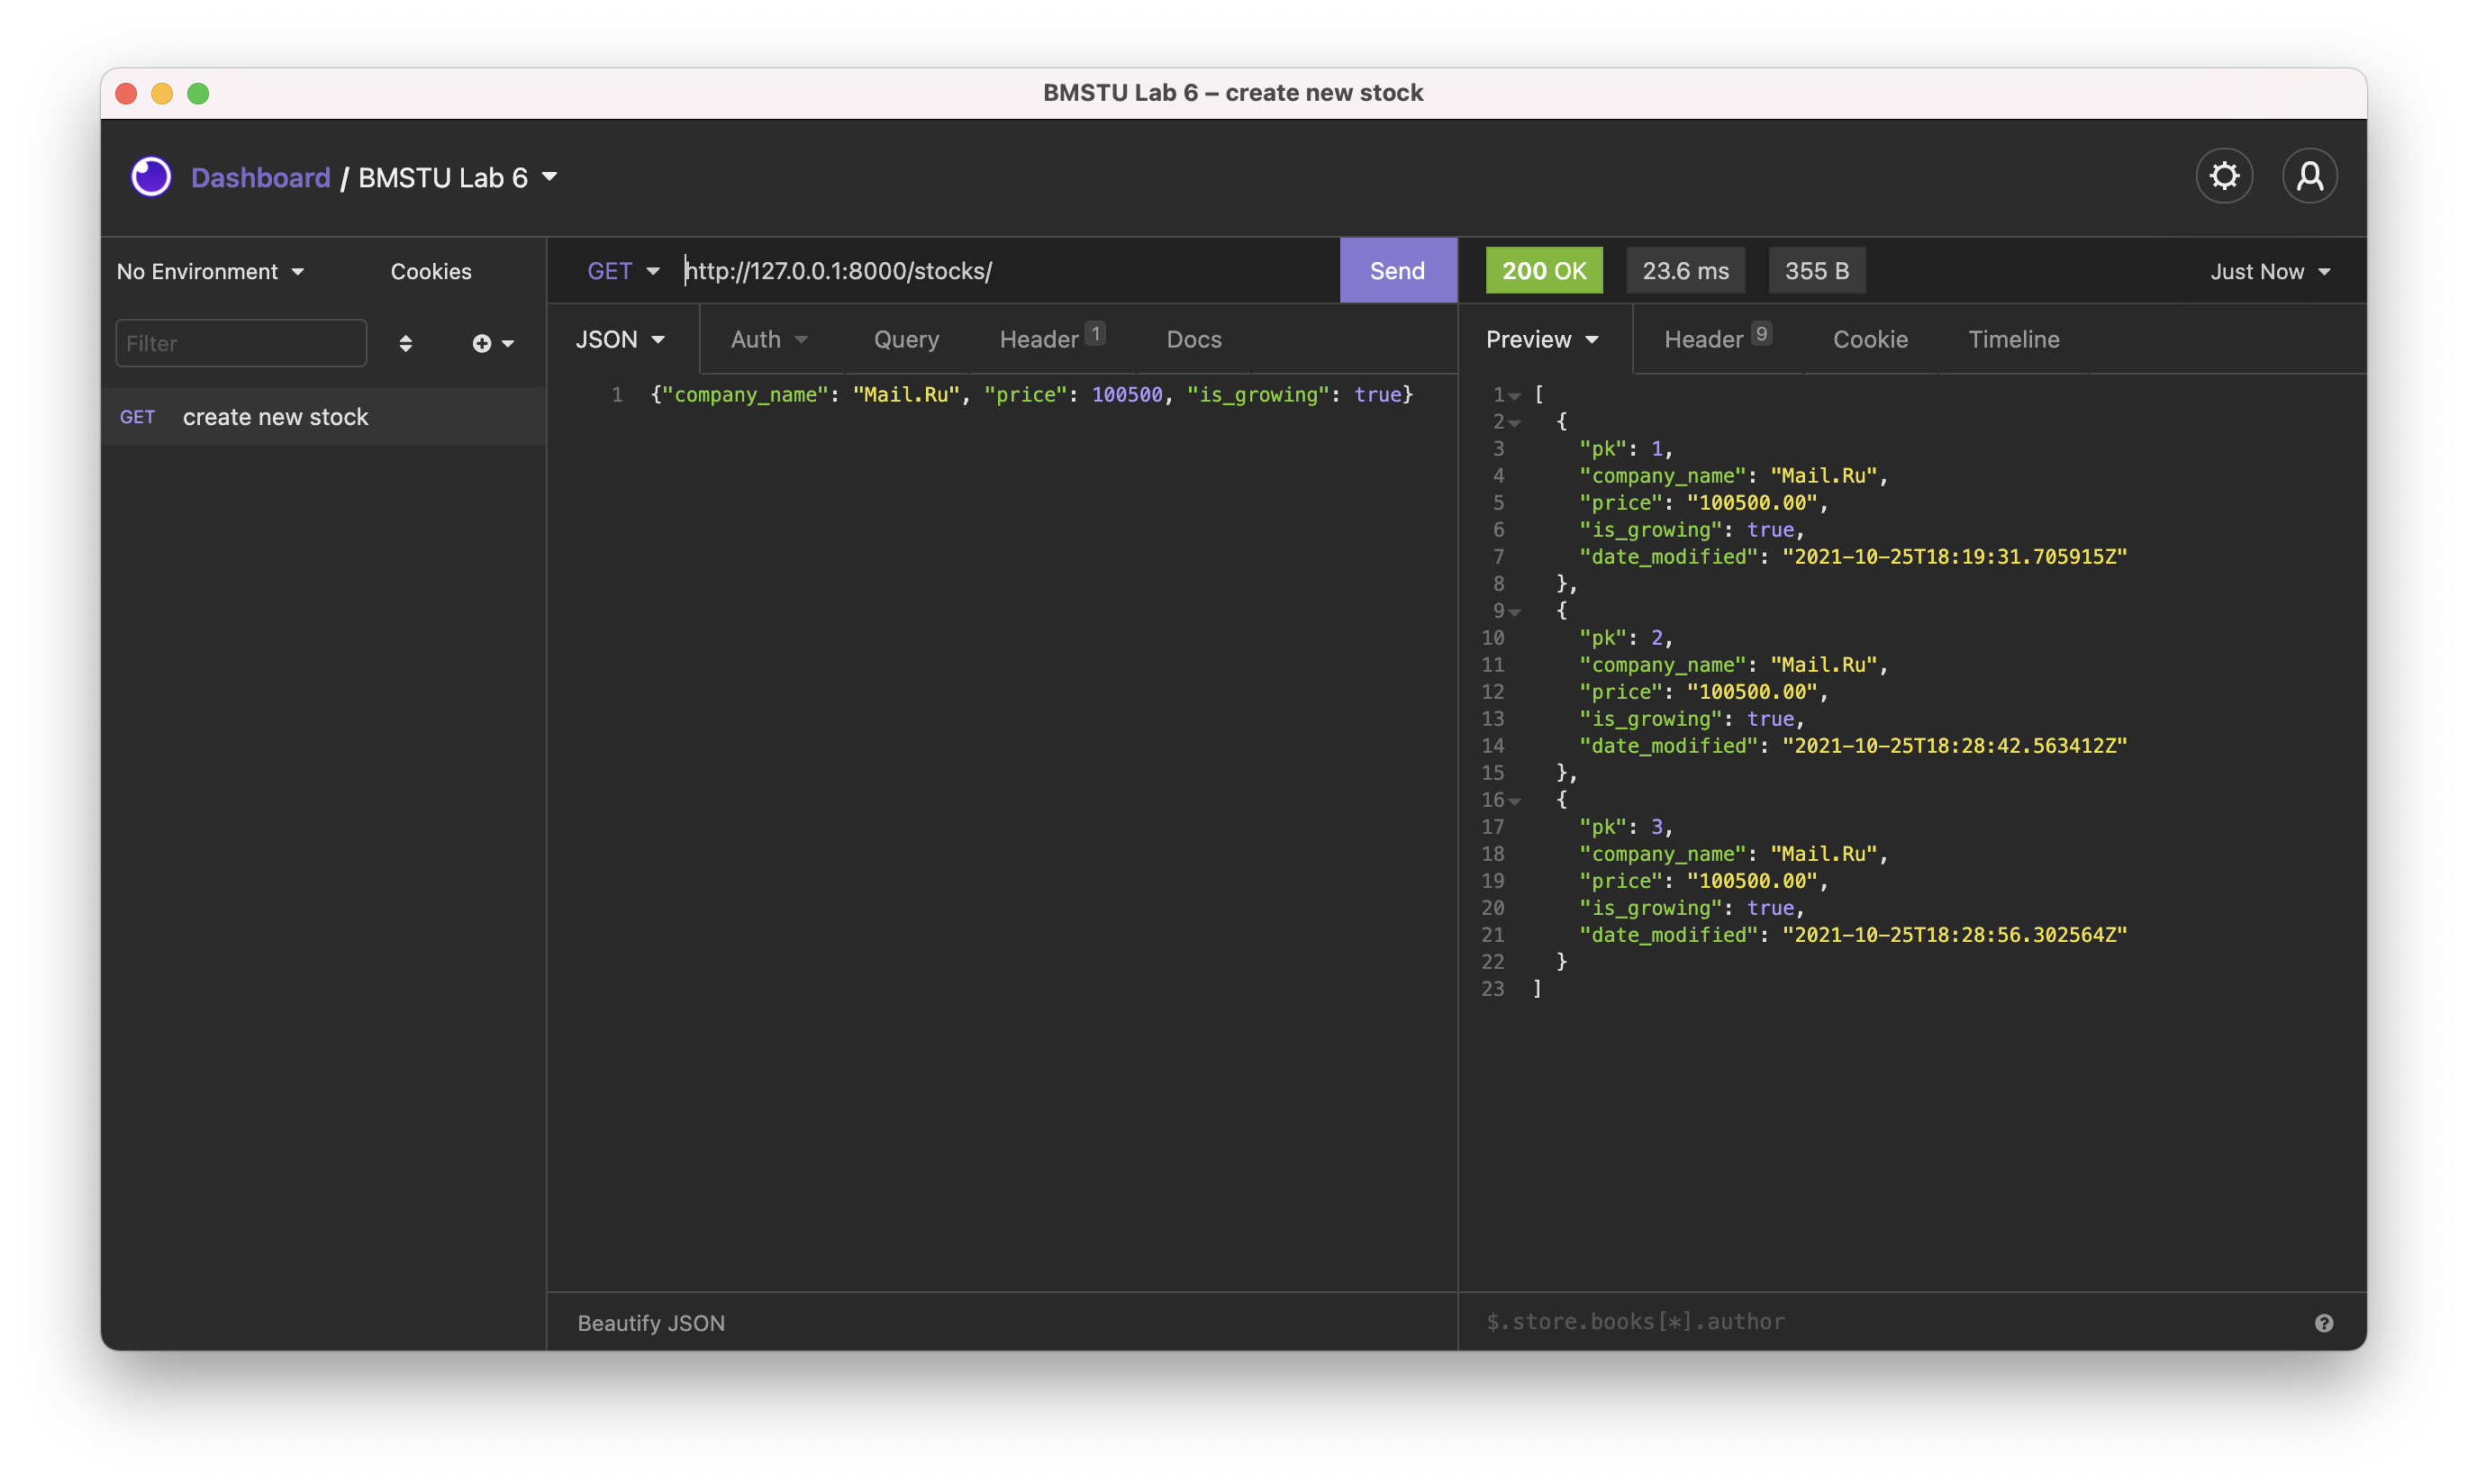 BMSTU Lab 6 – create new stock
Dashboard / BMSTU Lab 6
No Environment
Cookies
Filter
GET create new stock
GET http://127.0.0.1:8000/stocks/
Send
JSON
Auth
Query
Header 1
Docs
1 {"company_name": "Mail.Ru", "price": 100500, "is_growing": true}
Beautify JSON
200 OK
23.6 ms
355 B
Just Now
Preview
Header 9
Cookie
Timeline
1 [
2 {
3 "pk": 1,
4 "company_name": "Mail.Ru",
5 "price": "100500.00",
6 "is_growing": true,
7 "date_modified": "2021-10-25T18:19:31.705915Z"
8 },
9 {
10 "pk": 2,
11 "company_name": "Mail.Ru",
12 "price": "100500.00",
13 "is_growing": true,
14 "date_modified": "2021-10-25T18:28:42.563412Z"
15 },
16 {
17 "pk": 3,
18 "company_name": "Mail.Ru",
19 "price": "100500.00",
20 "is_growing": true,
21 "date_modified": "2021-10-25T18:28:56.302564Z"
22 }
23 ]
$.store.books[*].author
?